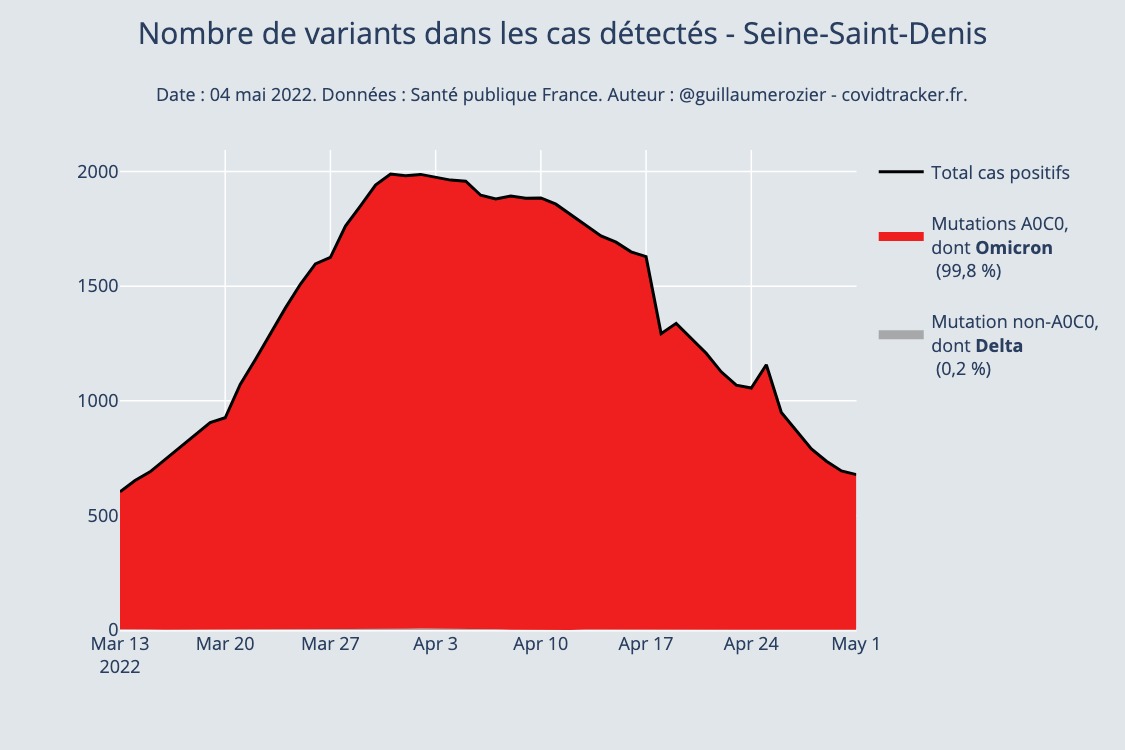 Nombre de variants dans les cas détectés - Seine-Saint-Denis
Date : 04 mai 2022. Données : Santé publique France. Auteur : @guillaumerozier - covidtracker.fr.
2000
1500
1000
500
0
Mar 13
2022
Mar 20
Mar 27
Apr 3
Apr 10
Apr 17
Apr 24
May 1
Total cas positifs
Mutations A0C0,
dont Omicron
(99,8 %)
Mutation non-A0C0,
dont Delta
(0,2 %)